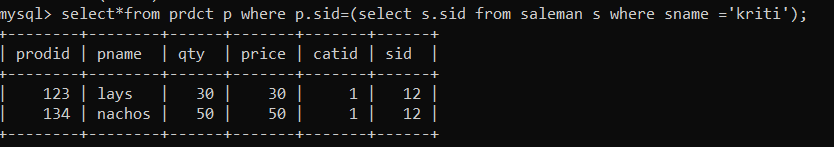 mysql> select*from prdct p where p.sid=(select s.sid from saleman s where sname ='kriti');
+--------+--------+------+-------+-------+------+
| prodid | pname  | qty  | price | catid | sid  |
+--------+--------+------+-------+-------+------+
|    123 | lays   |   30 |    30 |     1 |   12 |
|    134 | nachos |   50 |    50 |     1 |   12 |
+--------+--------+------+-------+-------+------+